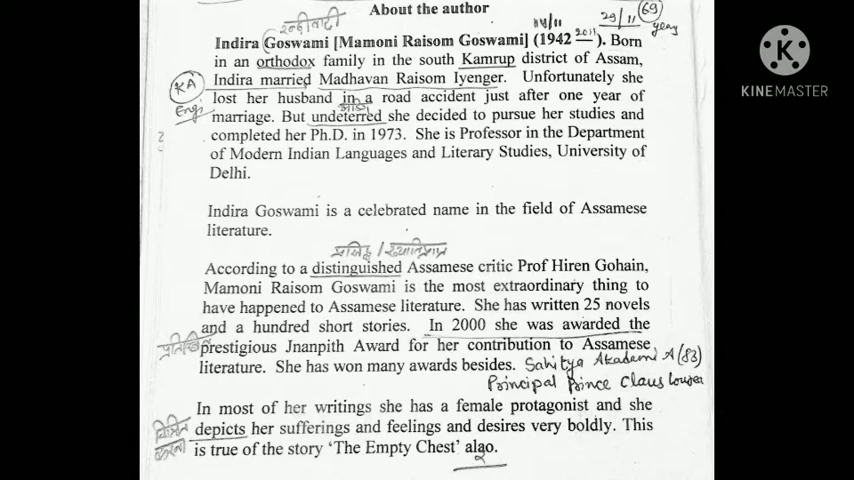 About the author
रूढ़ीवादी 29/11 69
Indira Goswami [Mamoni Raisom Goswami] (1942 — 2011). Born years
in an orthodox family in the south Kamrup district of Assam,
KA Indira married Madhavan Raisom Iyenger. Unfortunately she
Engi lost her husband in a road accident just after one year of
marriage. But undeterred she decided to pursue her studies and
completed her Ph.D. in 1973. She is Professor in the Department
of Modern Indian Languages and Literary Studies, University of
Delhi.
Indira Goswami is a celebrated name in the field of Assamese
literature.
प्रसिद्ध /ख्यातिप्राप्त
According to a distinguished Assamese critic Prof Hiren Gohain,
Mamoni Raisom Goswami is the most extraordinary thing to
have happened to Assamese literature. She has written 25 novels
and a hundred short stories. In 2000 she was awarded the
प्रतिष्ठित prestigious Jnanpith Award for her contribution to Assamese
literature. She has won many awards besides. Sahitya Akademi A (83)
Principal Prince Claus
In most of her writings she has a female protagonist and she
चित्रित depicts her sufferings and feelings and desires very boldly. This
करना is true of the story ‘The Empty Chest’ also.
K
KINEMASTER